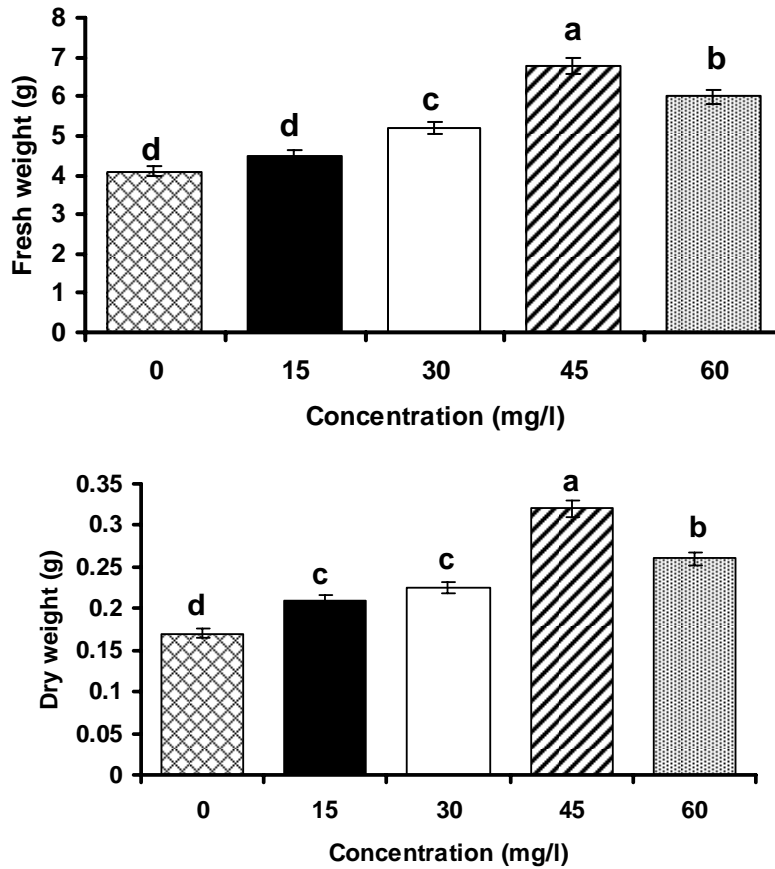 8
7
6
5
4
3
2
1
0
Fresh weight (g)
d d c a b
0 15 30 45 60
Concentration (mg/l)
0.35
0.3
0.25
0.2
0.15
0.1
0.05
0
Dry weight (g)
d c c a b
0 15 30 45 60
Concentration (mg/l)